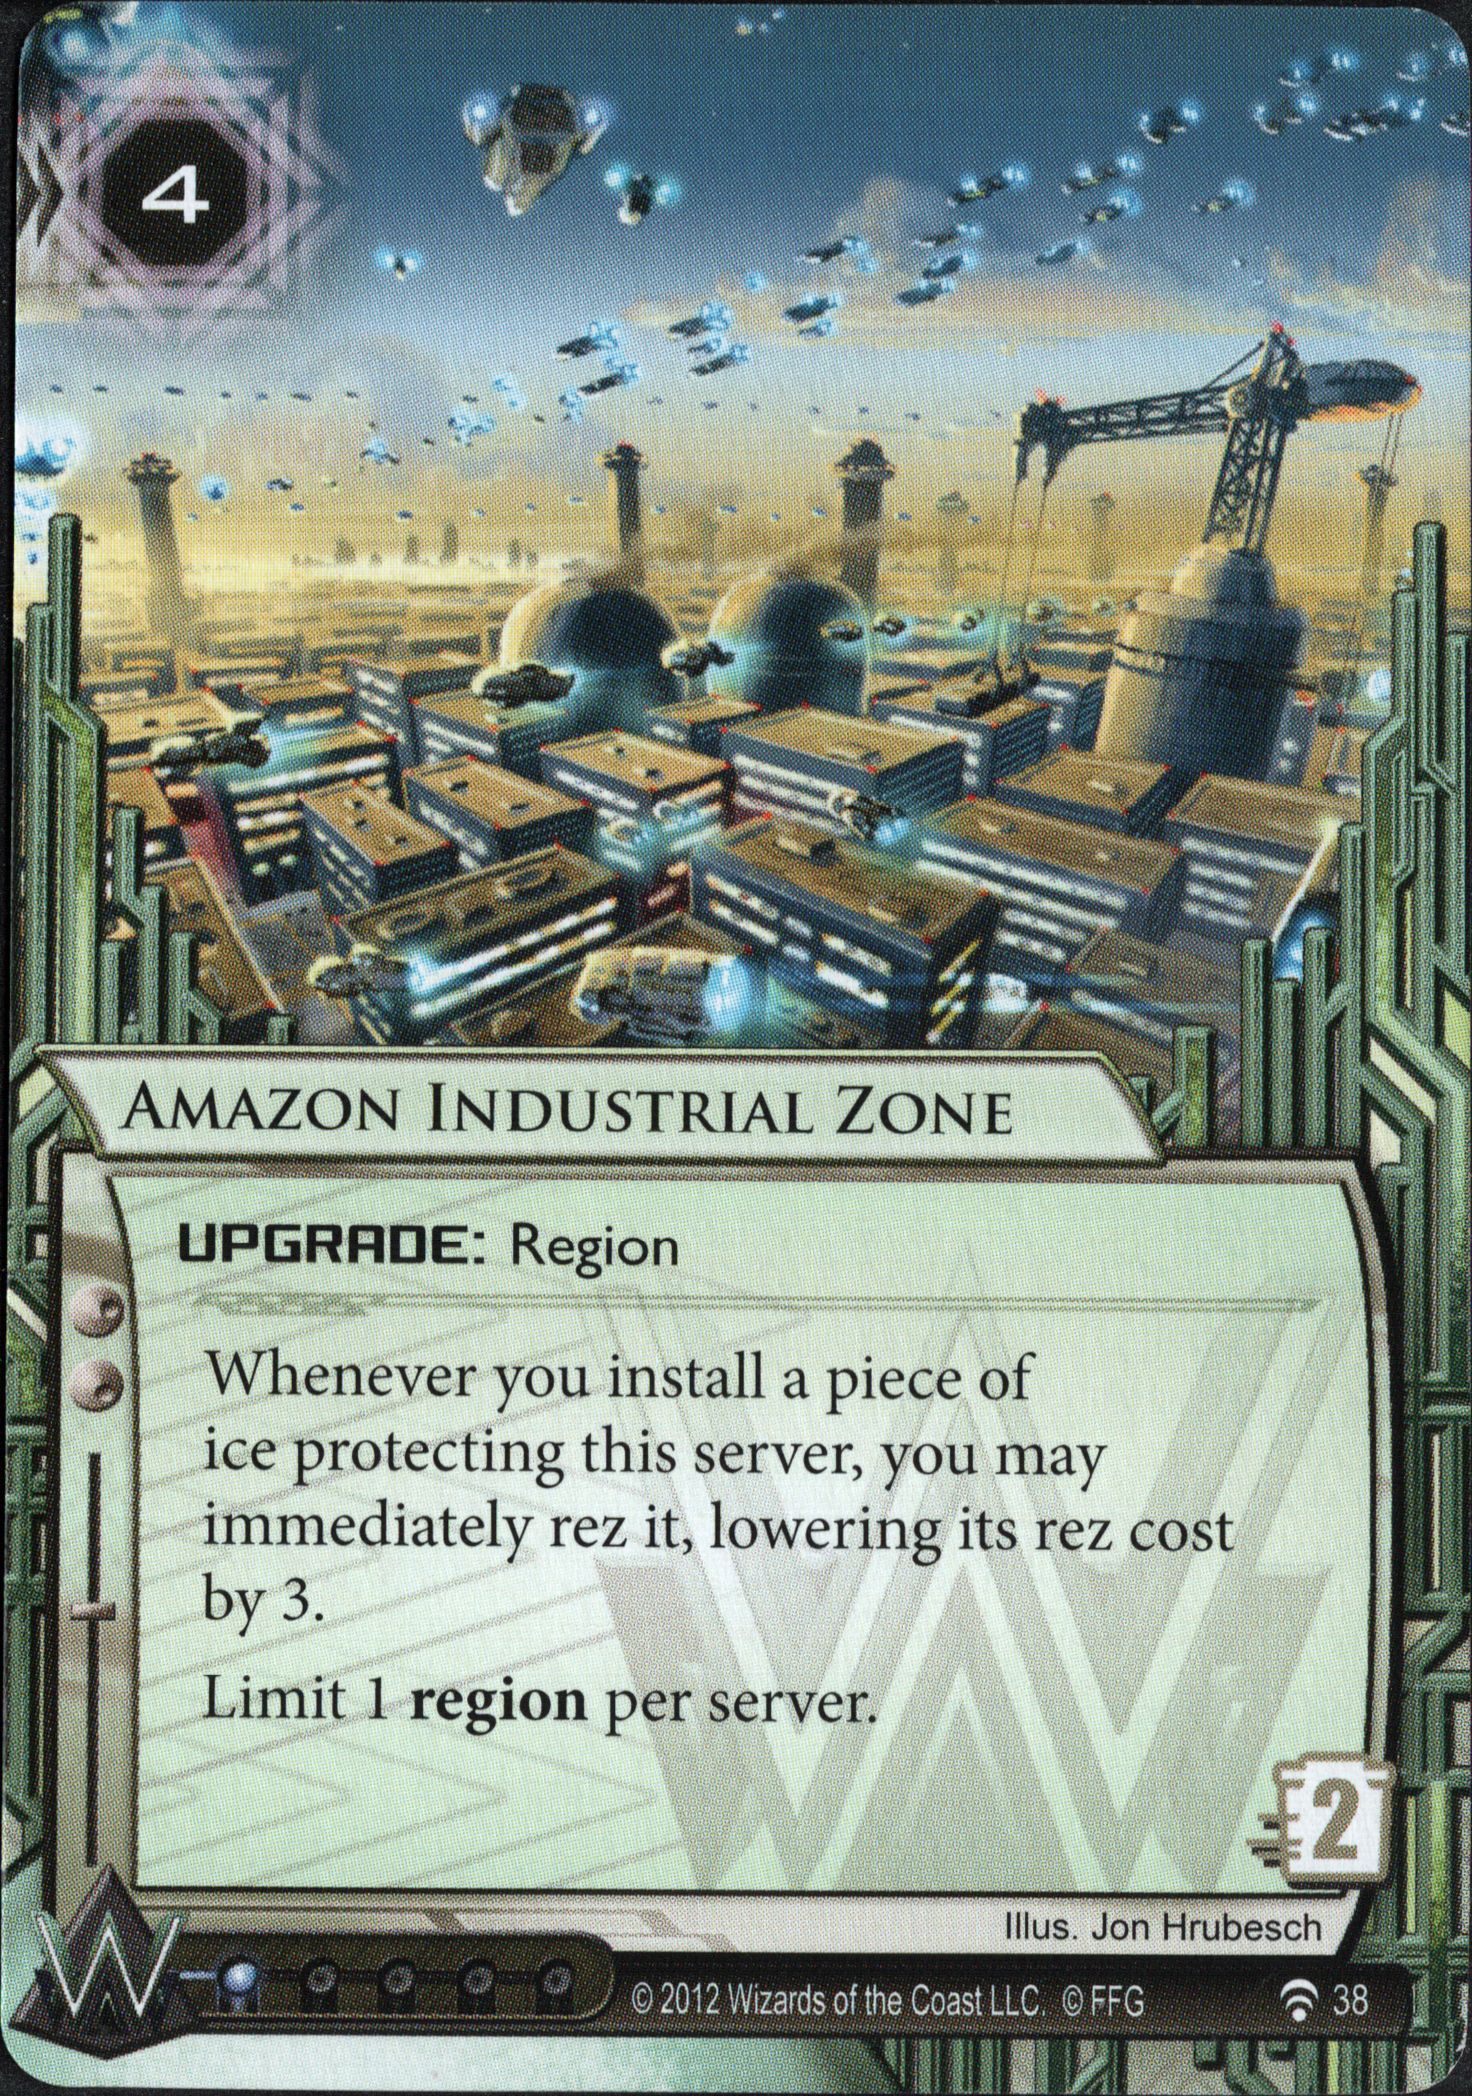 4
AMAZON INDUSTRIAL ZONE
UPGRADE: Region
Whenever you install a piece of
ice protecting this server, you may
immediately rez it, lowering its rez cost
by 3.
Limit 1 region per server.
2
Illus. Jon Hrubesch
© 2012 Wizards of the Coast LLC. © FFG
38